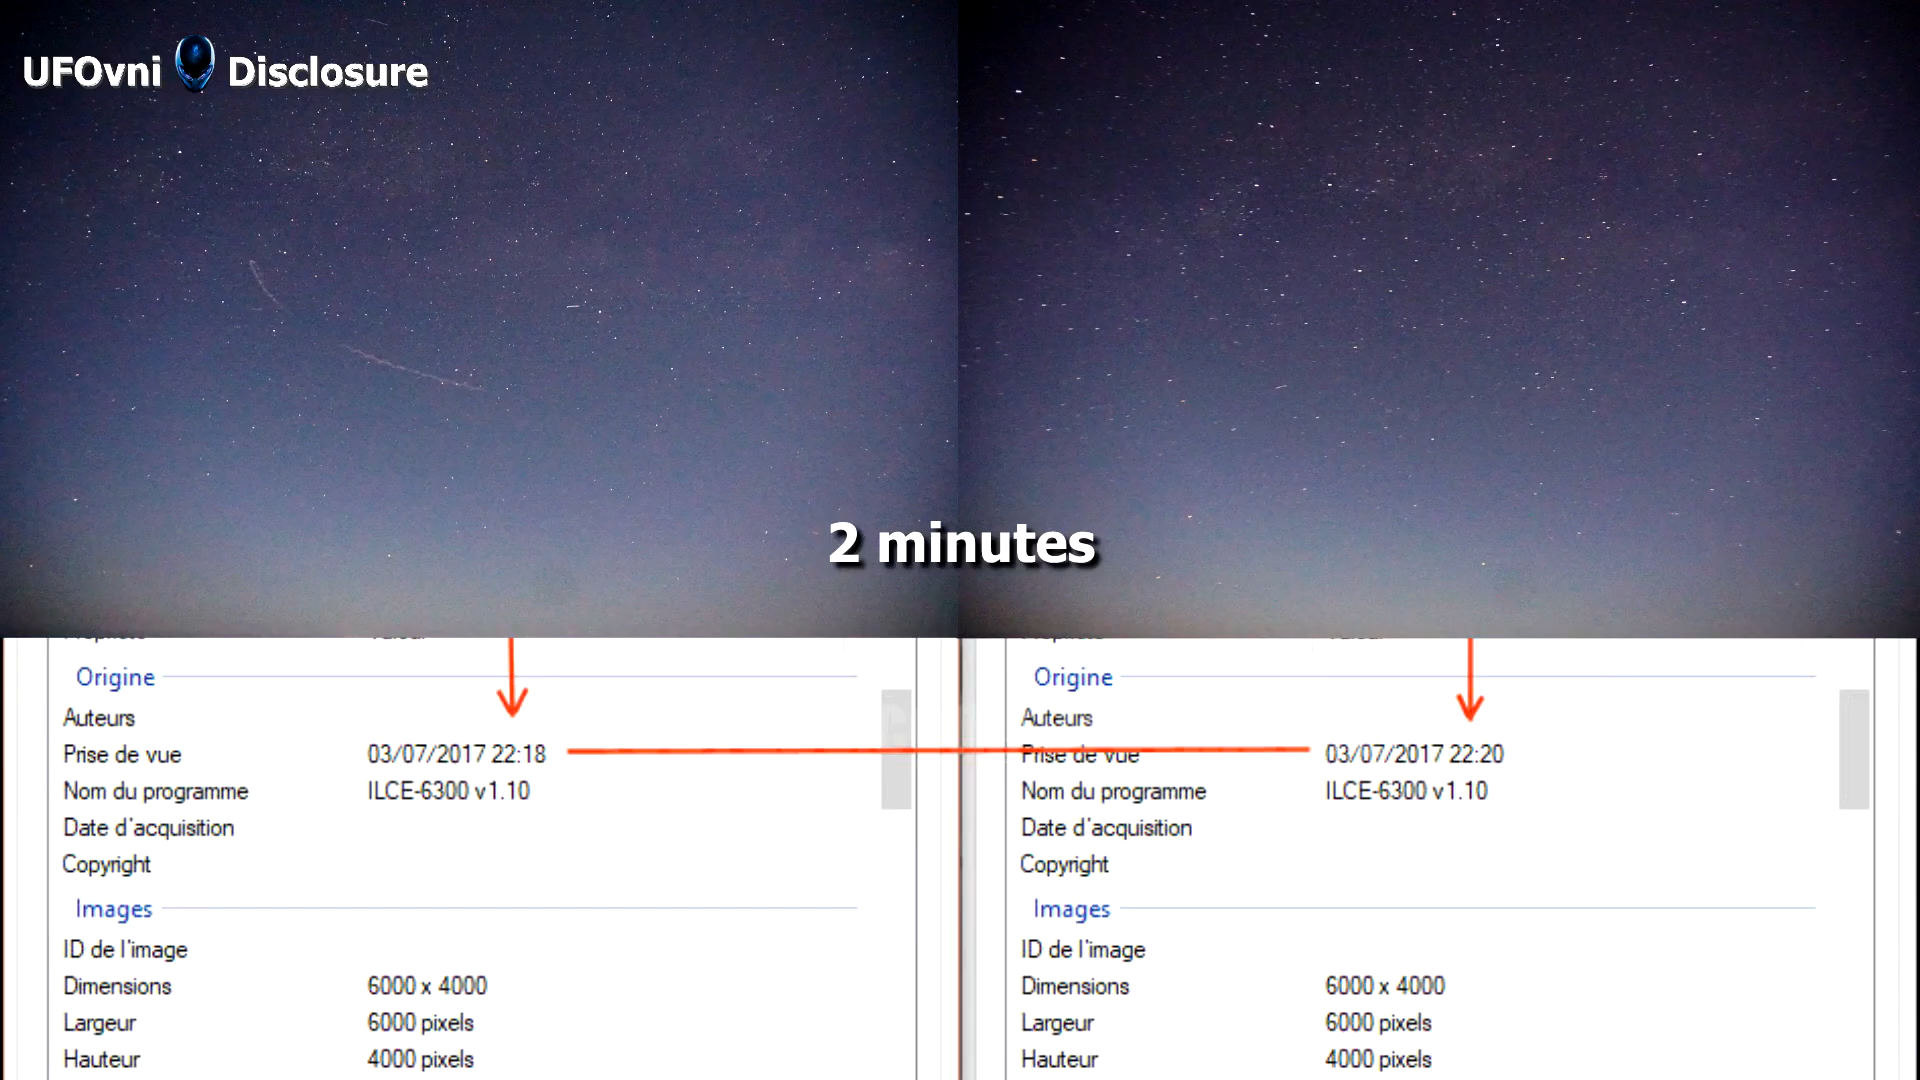 UFOvni Disclosure
2 minutes
Origine
Auteurs
Prise de vue 03/07/2017 22:18
Nom du programme ILCE-6300 v1.10
Date d'acquisition
Copyright
Images
ID de l'image
Dimensions 6000 x 4000
Largeur 6000 pixels
Hauteur 4000 pixels
Origine
Auteurs
Prise de vue 03/07/2017 22:20
Nom du programme ILCE-6300 v1.10
Date d'acquisition
Copyright
Images
ID de l'image
Dimensions 6000 x 4000
Largeur 6000 pixels
Hauteur 4000 pixels